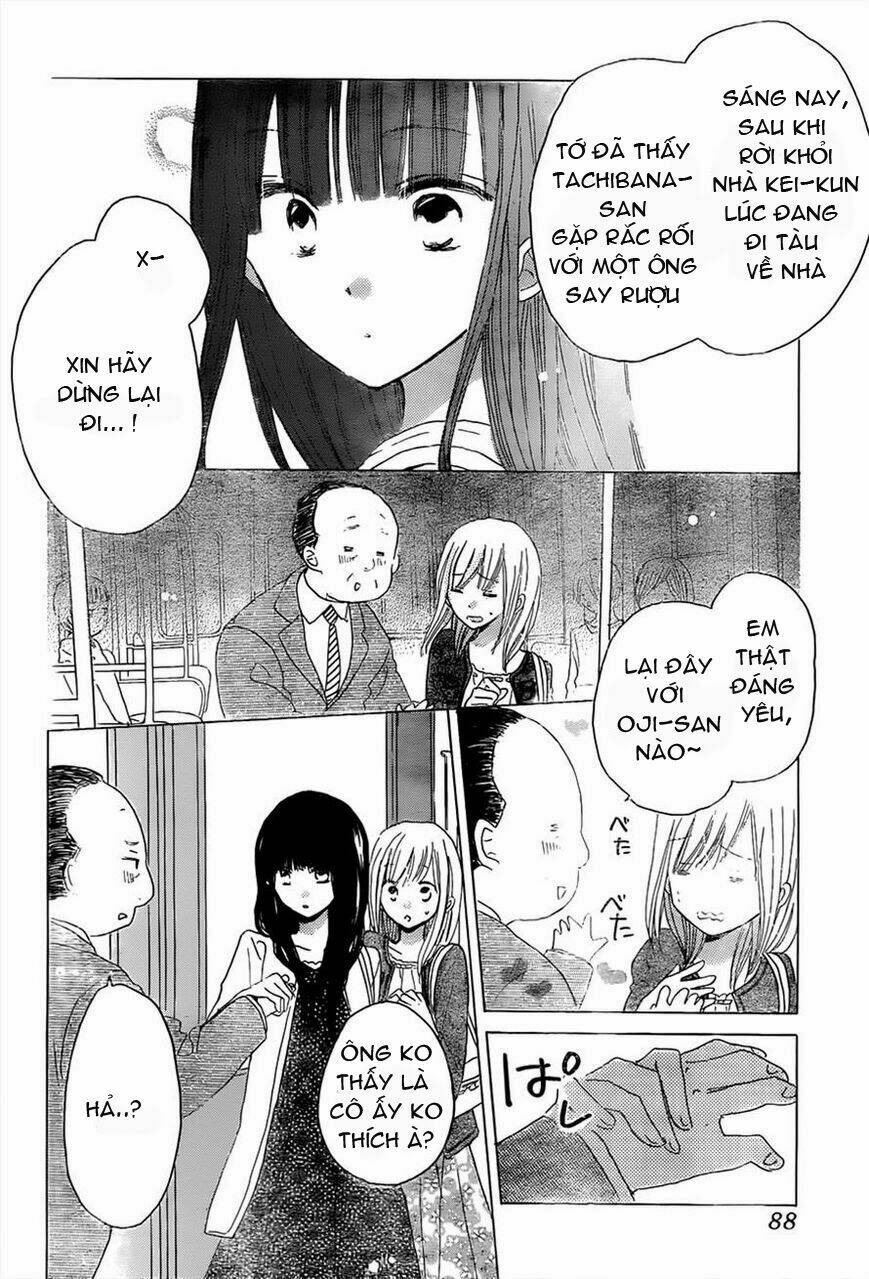 SÁNG NAY,
SAU KHI
RỜI KHỎI
NHÀ KEI-KUN
LÚC ĐANG
ĐI TÀU
VỀ NHÀ
TỚ ĐÃ THẤY
TACHIBANA-
SAN
GẶP RẮC RỐI
VỚI MỘT ÔNG
SAY RƯỢU
X-
XIN HÃY
DỪNG LẠI
ĐI...!
EM
THẬT
ĐÁNG
YÊU,
LẠI ĐÂY
VỚI
OJI-SAN
NÀO~
べた
べた
ぱし
ÔNG KO
THẤY LÀ
CÔ ẤY KO
THÍCH À?
HẢ..?
88